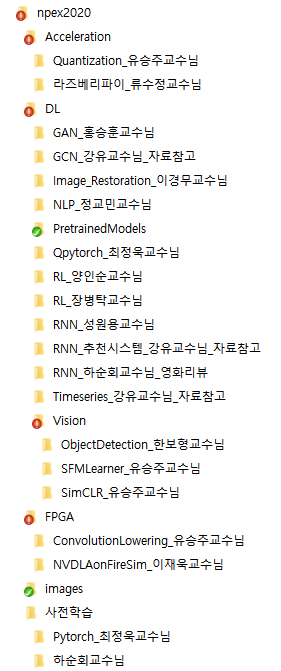 npex2020
Acceleration
Quantization_유승주교수님
라즈베리파이_류수정교수님
DL
GAN_홍승훈교수님
GCN_강유교수님_자료참고
Image_Restoration_이경무교수님
NLP_정교민교수님
PretrainedModels
Qpytorch_최정욱교수님
RL_양인순교수님
RL_장병탁교수님
RNN_성원용교수님
RNN_추천시스템_강유교수님_자료참고
RNN_하순회교수님_영화리뷰
Timeseries_강유교수님_자료참고
Vision
ObjectDetection_한보형교수님
SFMLearner_유승주교수님
SimCLR_유승주교수님
FPGA
ConvolutionLowering_유승주교수님
NVDLAonFireSim_이재욱교수님
images
사전학습
Pytorch_최정욱교수님
하순회교수님